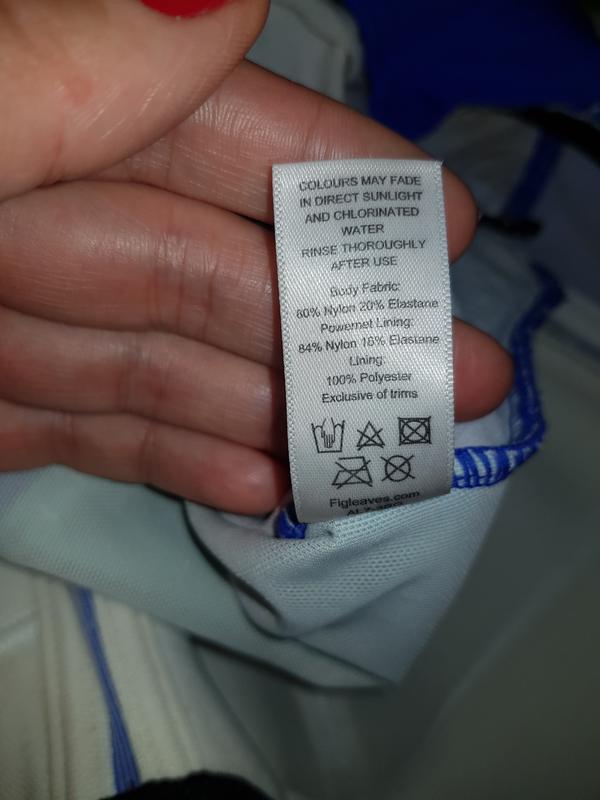 COLOURS MAY FADE
IN DIRECT SUNLIGHT
AND CHLORINATED
WATER
RINSE THOROUGHLY
AFTER USE
Body Fabric:
80% Nylon 20% Elastane
Powernet Lining:
84% Nylon 16% Elastane
Lining:
100% Polyester
Exclusive of trims
Figleaves.com